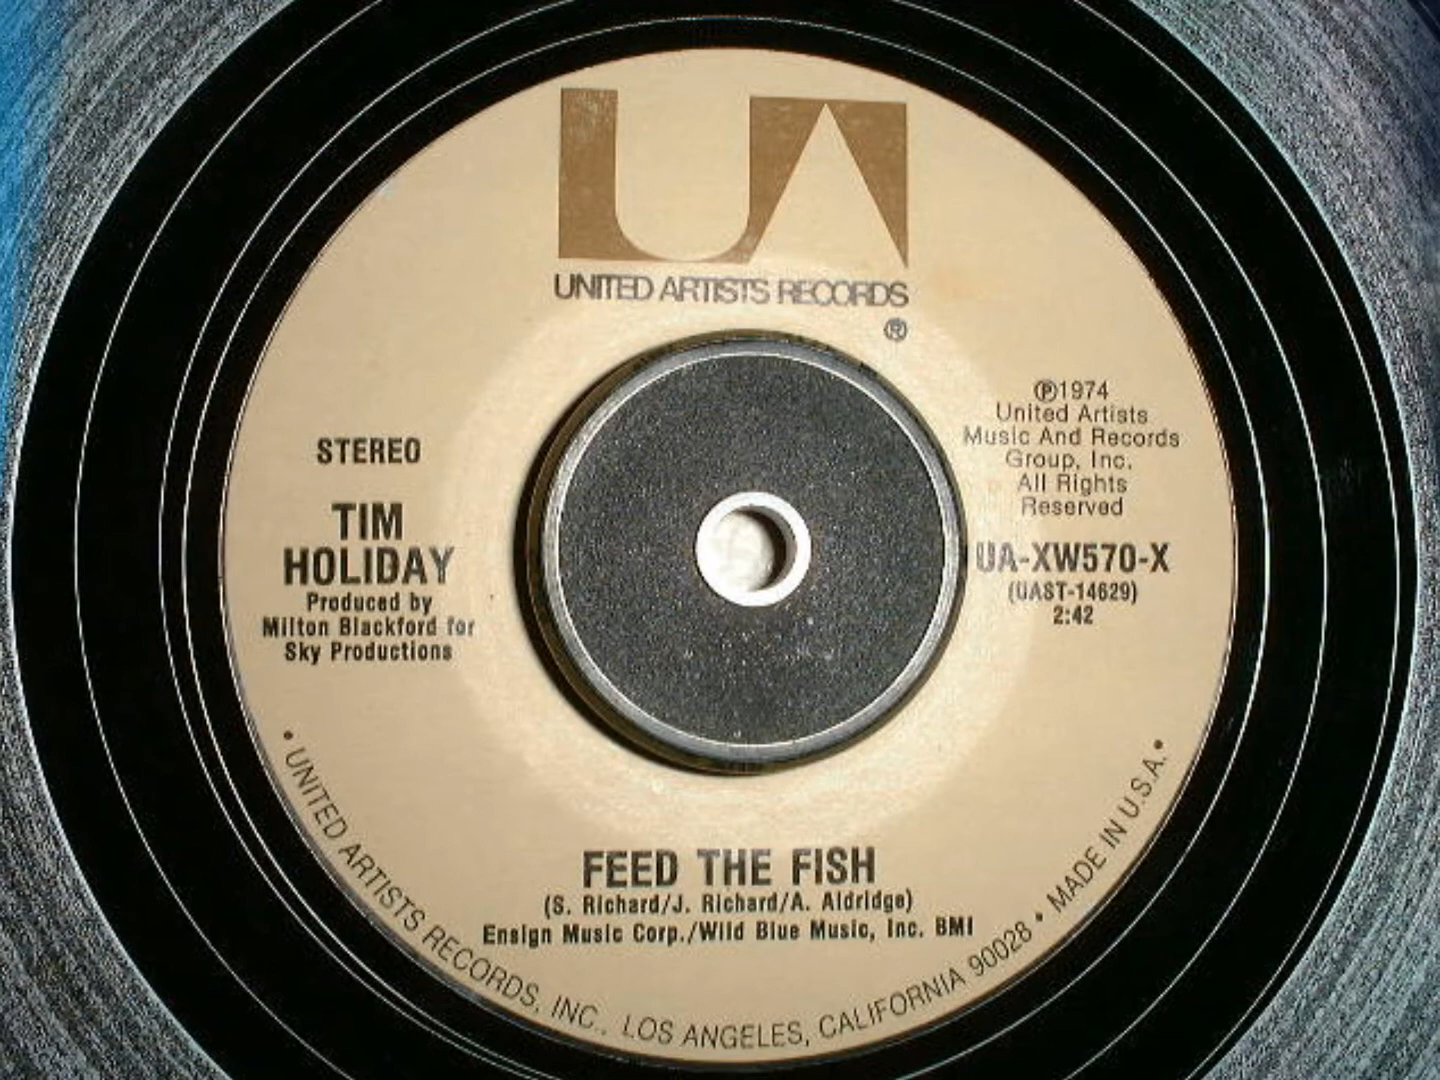 UA
UNITED ARTISTS RECORDS
®
℗1974
United Artists
Music And Records
Group, Inc.
All Rights
Reserved
UA-XW570-X
(UAST-14629)
2:42
STEREO
TIM
HOLIDAY
Produced by
Milton Blackford for
Sky Productions
FEED THE FISH
(S. Richard/J. Richard/A. Aldridge)
Ensign Music Corp./Wild Blue Music, Inc. BMI
• UNITED ARTISTS RECORDS, INC., LOS ANGELES, CALIFORNIA 90028 • MADE IN U.S.A. •